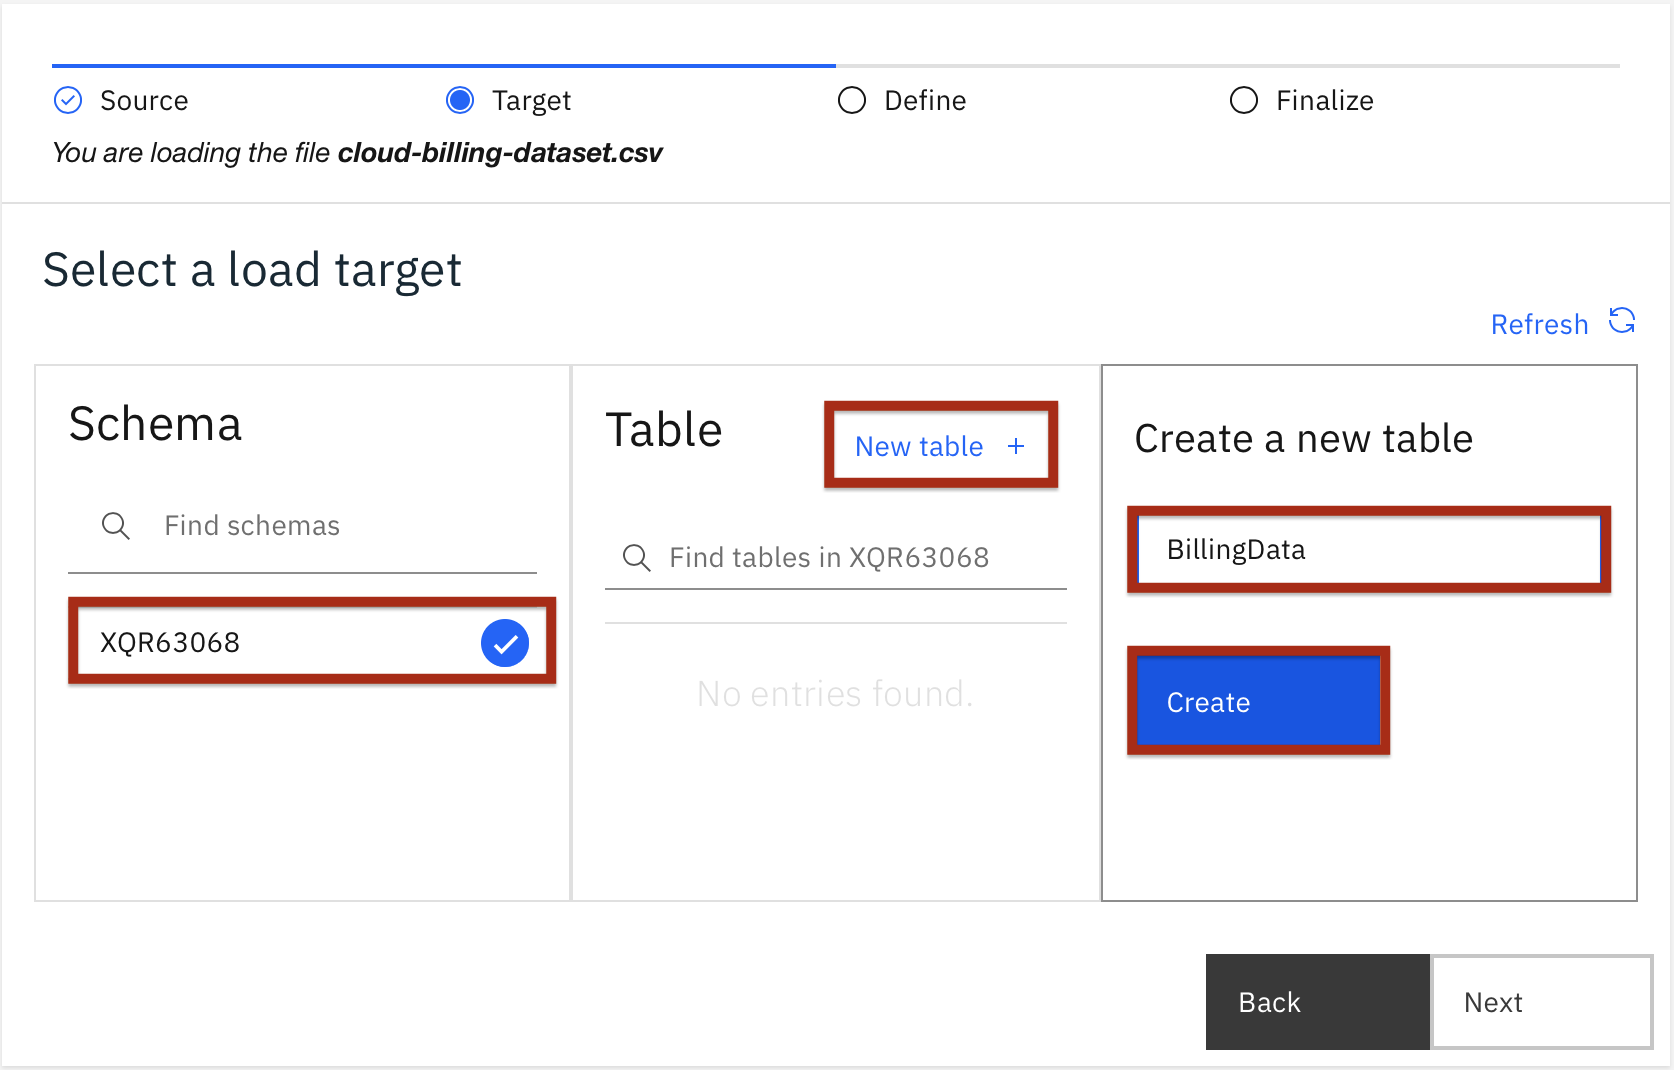 Source
Target
Define
Finalize
You are loading the file cloud-billing-dataset.csv
Select a load target
Refresh
Schema
Find schemas
XQR63068
Table
New table +
Find tables in XQR63068
No entries found.
Create a new table
BillingData
Create
Back
Next